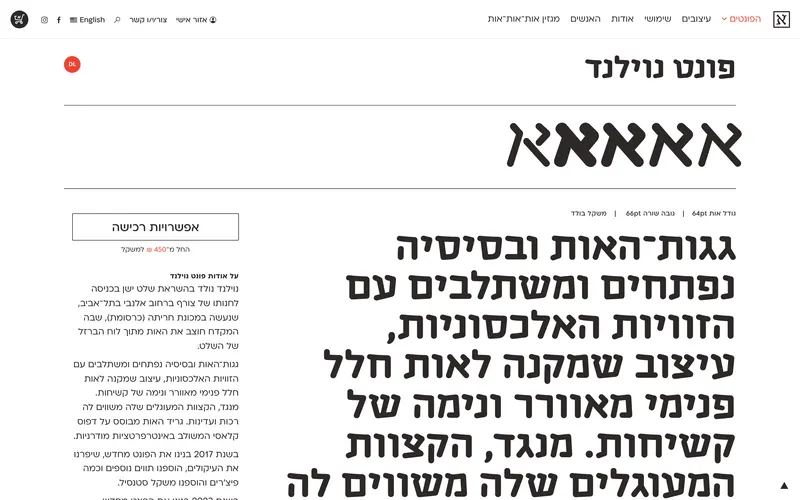 א
הפונטים
עיצובים
שימושי
אודות
האנשים
מגזין אות־אות־אות
אזור אישי
צור/י/ו קשר
English
פונט נוילנד
DL
אאאאאא
גודל אות 64pt | גובה שורה 66pt | משקל בולד
גגות־האות ובסיסיה
נפתחים ומשתלבים עם
הזוויות האלכסוניות,
עיצוב שמקנה לאות חלל
פנימי מאוורר ונימה של
קשיחות. מנגד, הקצוות
המעוגלים שלה משווים לה
אפשרויות רכישה
החל מ־450 ₪ למשקל
על אודות פונט נוילנד
נוילנד נולד בהשראת שלט ישן בכניסה
לחנותו של צורף ברחוב אלנבי בתל־אביב,
שנעשה במכונת חריתה (כרסומת), שבה
המקדח חוצב את האות מתוך לוח הברזל
של השלט.
גגות־האות ובסיסיה נפתחים ומשתלבים עם
הזוויות האלכסוניות, עיצוב שמקנה לאות
חלל פנימי מאוורר ונימה של קשיחות.
מנגד, הקצוות המעוגלים שלה משווים לה
רכות ועדינות. גריד האות מבוסס על דפוס
קלאסי המשולב באינטרפרטציות מודרניות.
בשנת 2017 בנינו את הפונט מחדש, שיפרנו
את העיקולים, הוספנו תווים נוספים וכמה
פיצ׳רים והוספנו משקל סטנסיל.